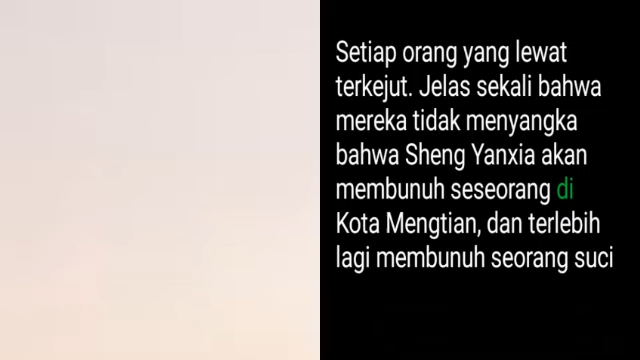 Setiap orang yang lewat
terkejut. Jelas sekali bahwa
mereka tidak menyangka
bahwa Sheng Yanxia akan
membunuh seseorang di
Kota Mengtian, dan terlebih
lagi membunuh seorang suci